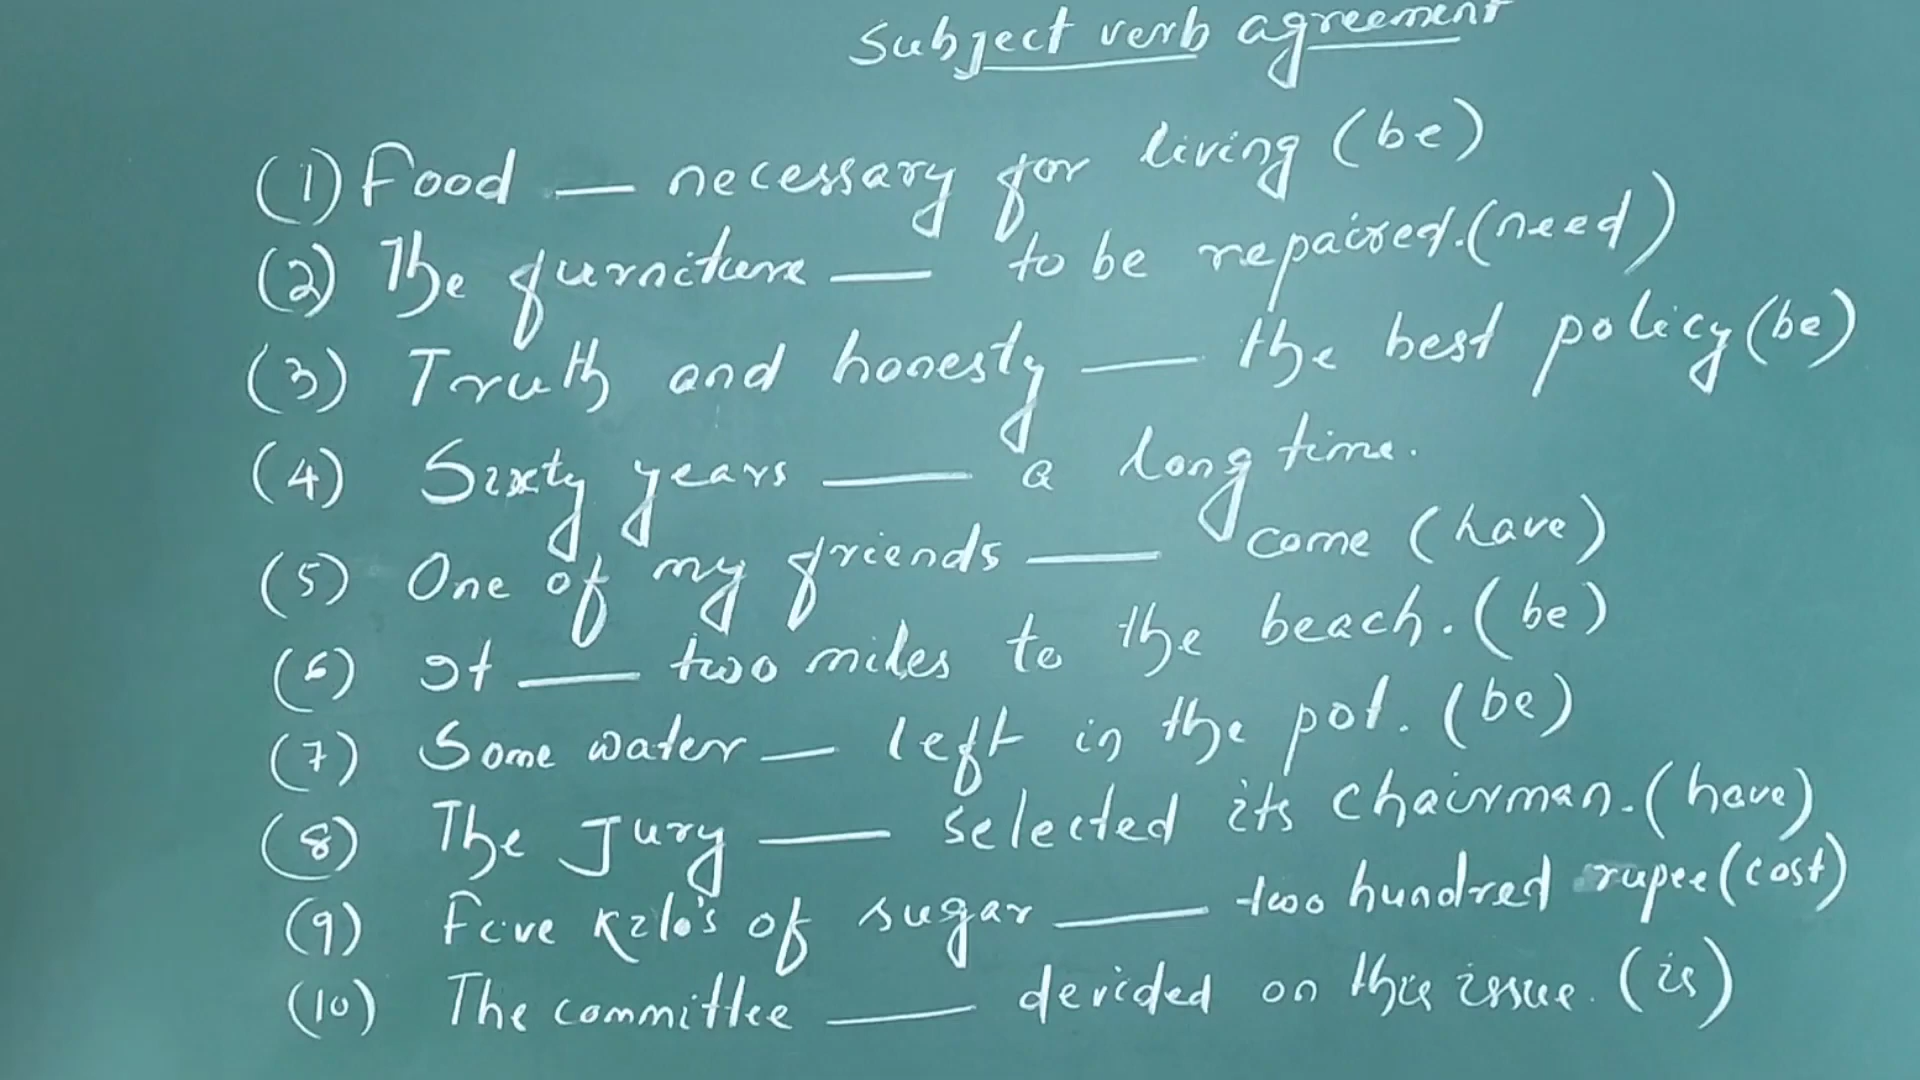 Subject verb agreement
(1) Food — necessary for living (be)
(2) The furniture — to be repaired. (need)
(3) Truth and honesty — the best policy (be)
(4) Sixty years — a long time.
(5) One of my friends — come (have)
(6) It — two miles to the beach. (be)
(7) Some water — left in the pot. (be)
(8) The Jury — selected its chairman. (have)
(9) Five kilo's of sugar — two hundred rupee (cost)
(10) The committee — devided on this issue. (is)